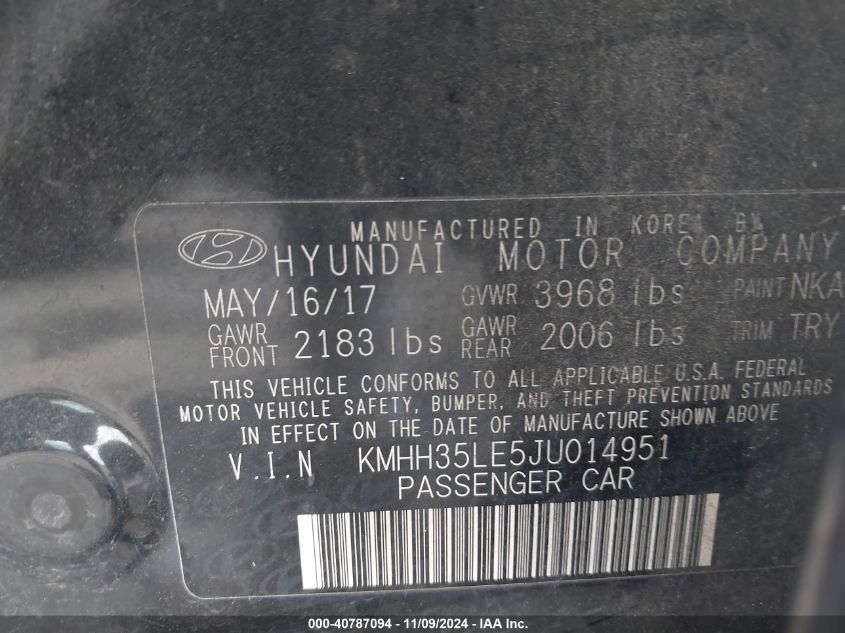 MANUFACTURED IN KOREA BY
HYUNDAI MOTOR COMPANY
MAY/16/17 GVWR 3968 lbs PAINT NKA
GAWR FRONT 2183 lbs GAWR REAR 2006 lbs TRIM TRY
THIS VEHICLE CONFORMS TO ALL APPLICABLE U.S.A. FEDERAL
MOTOR VEHICLE SAFETY, BUMPER, AND THEFT PREVENTION STANDARDS
IN EFFECT ON THE DATE OF MANUFACTURE SHOWN ABOVE
V.I.N KMHH35LE5JU014951
PASSENGER CAR
000-40787094 - 11/09/2024 - IAA Inc.